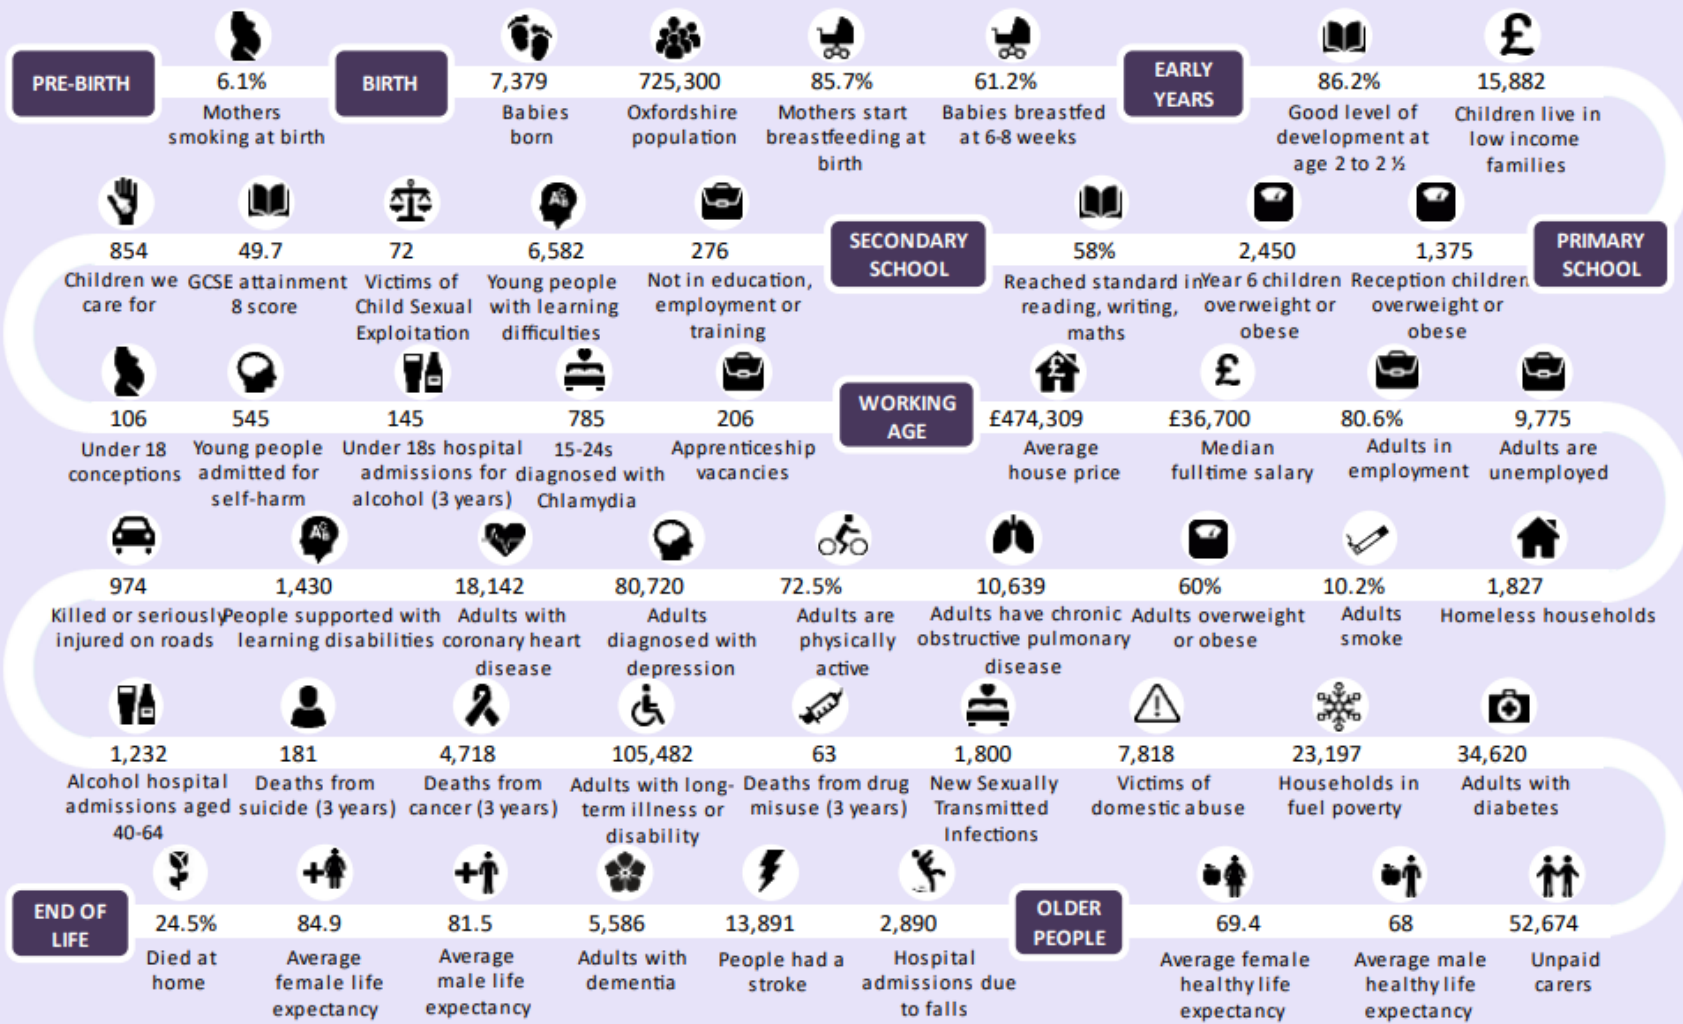 PRE-BIRTH
6.1%
Mothers
smoking at birth
BIRTH
7,379
Babies
born
725,300
Oxfordshire
population
85.7%
Mothers start
breastfeeding at
birth
61.2%
Babies breastfed
at 6-8 weeks
EARLY
YEARS
86.2%
Good level of
development at
age 2 to 2 ½
15,882
Children live in
low income
families
854
Children we
care for
49.7
GCSE attainment
8 score
72
Victims of
Child Sexual
Exploitation
6,582
Young people
with learning
difficulties
276
Not in education,
employment or
training
SECONDARY
SCHOOL
58%
Reached standard in
reading, writing,
maths
2,450
Year 6 children
overweight or
obese
1,375
Reception children
overweight or
obese
PRIMARY
SCHOOL
106
Under 18
conceptions
545
Young people
admitted for
self-harm
145
Under 18s hospital
admissions for
alcohol (3 years)
785
15-24s
diagnosed with
Chlamydia
206
Apprenticeship
vacancies
WORKING
AGE
£474,309
Average
house price
£36,700
Median
fulltime salary
80.6%
Adults in
employment
9,775
Adults are
unemployed
974
Killed or seriously
injured on roads
1,430
People supported with
learning disabilities
18,142
Adults with
coronary heart
disease
80,720
Adults
diagnosed with
depression
72.5%
Adults are
physically
active
10,639
Adults have chronic
obstructive pulmonary
disease
60%
Adults overweight
or obese
10.2%
Adults
smoke
1,827
Homeless households
1,232
Alcohol hospital
admissions aged
40-64
181
Deaths from
suicide (3 years)
4,718
Deaths from
cancer (3 years)
105,482
Adults with long-
term illness or
disability
63
Deaths from drug
misuse (3 years)
1,800
New Sexually
Transmitted
Infections
7,818
Victims of
domestic abuse
23,197
Households in
fuel poverty
34,620
Adults with
diabetes
END OF
LIFE
24.5%
Died at
home
84.9
Average
female life
expectancy
81.5
Average
male life
expectancy
5,586
Adults with
dementia
13,891
People had a
stroke
2,890
Hospital
admissions due
to falls
OLDER
PEOPLE
69.4
Average female
healthy life
expectancy
68
Average male
healthy life
expectancy
52,674
Unpaid
carers